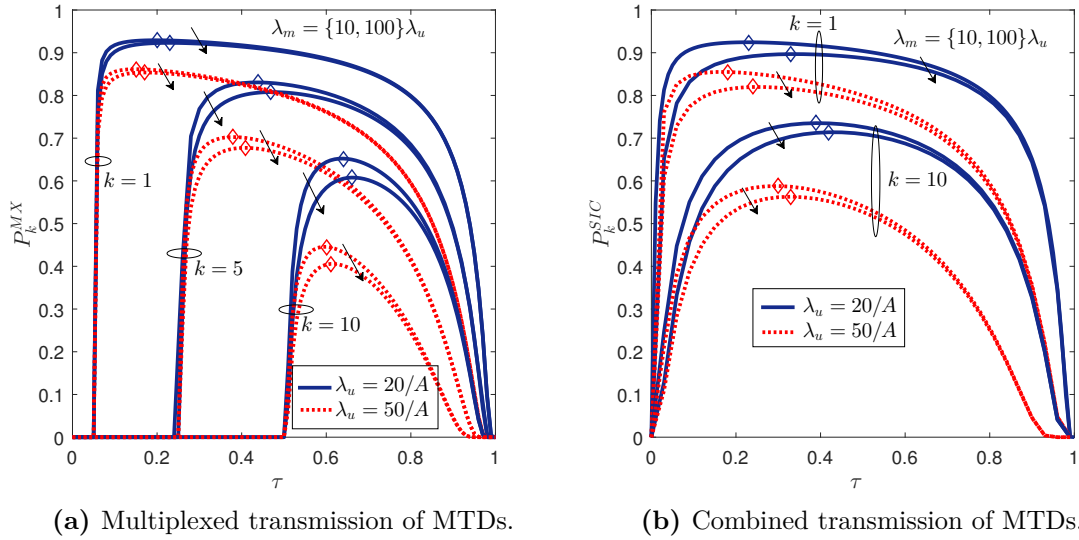 λ_m = {10, 100}λ_u
k = 1
k = 5
k = 10
λ_u = 20/A
λ_u = 50/A
P_k^{MX}
0
0.1
0.2
0.3
0.4
0.5
0.6
0.7
0.8
0.9
1
0 0.2 0.4 0.6 0.8 1
τ
(a) Multiplexed transmission of MTDs.
k = 1
λ_m = {10, 100}λ_u
k = 10
λ_u = 20/A
λ_u = 50/A
P_k^{SIC}
0
0.1
0.2
0.3
0.4
0.5
0.6
0.7
0.8
0.9
1
0 0.2 0.4 0.6 0.8 1
τ
(b) Combined transmission of MTDs.